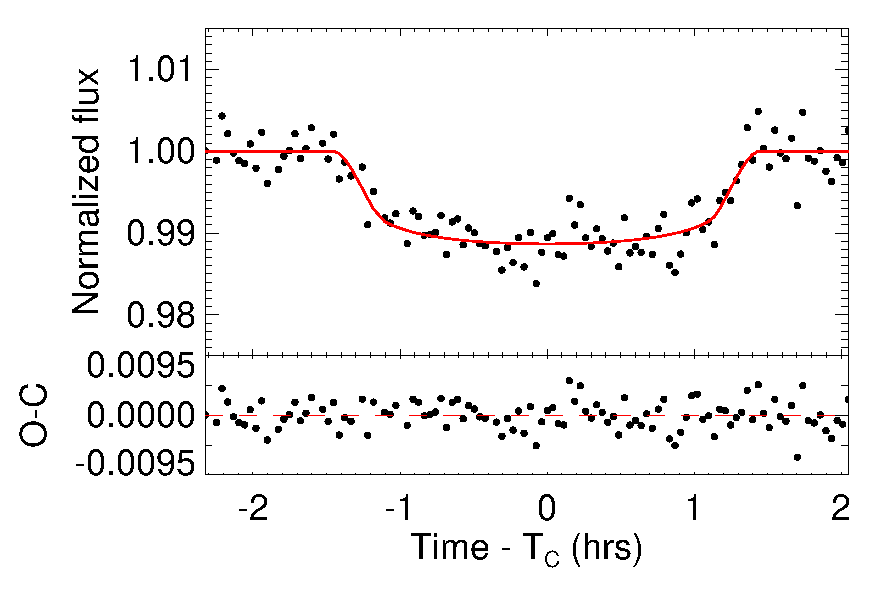 Normalized flux
1.01
1.00
0.99
0.98
O-C
0.0095
0.0000
-0.0095
-2 -1 0 1 2
Time - T_C (hrs)